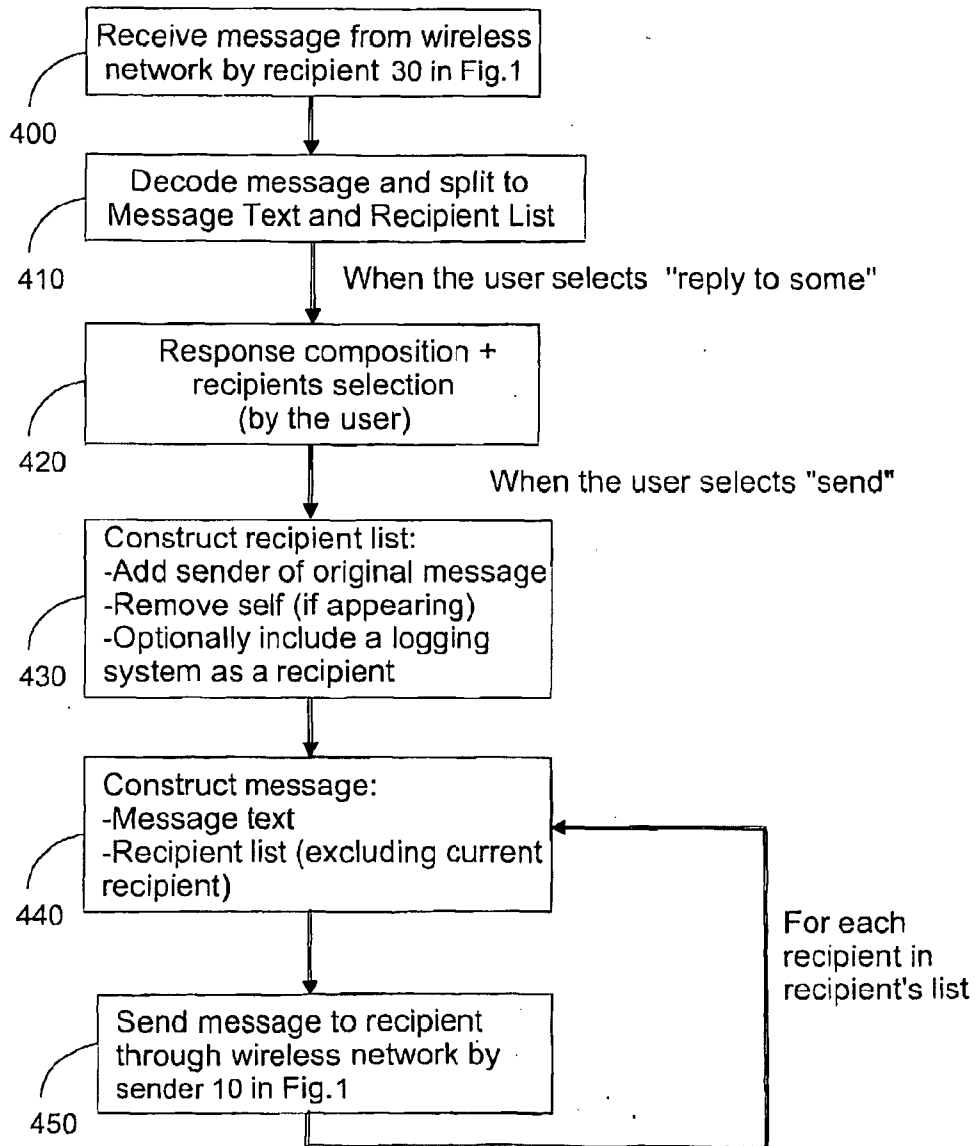 Receive message from wireless
network by recipient 30 in Fig.1
400
Decode message and split to
Message Text and Recipient List
410
When the user selects "reply to some"
Response composition +
recipients selection
(by the user)
420
When the user selects "send"
Construct recipient list:
-Add sender of original message
-Remove self (if appearing)
-Optionally include a logging
system as a recipient
430
Construct message:
-Message text
-Recipient list (excluding current
recipient)
440
For each
recipient in
recipient's list
Send message to recipient
through wireless network by
sender 10 in Fig.1
450